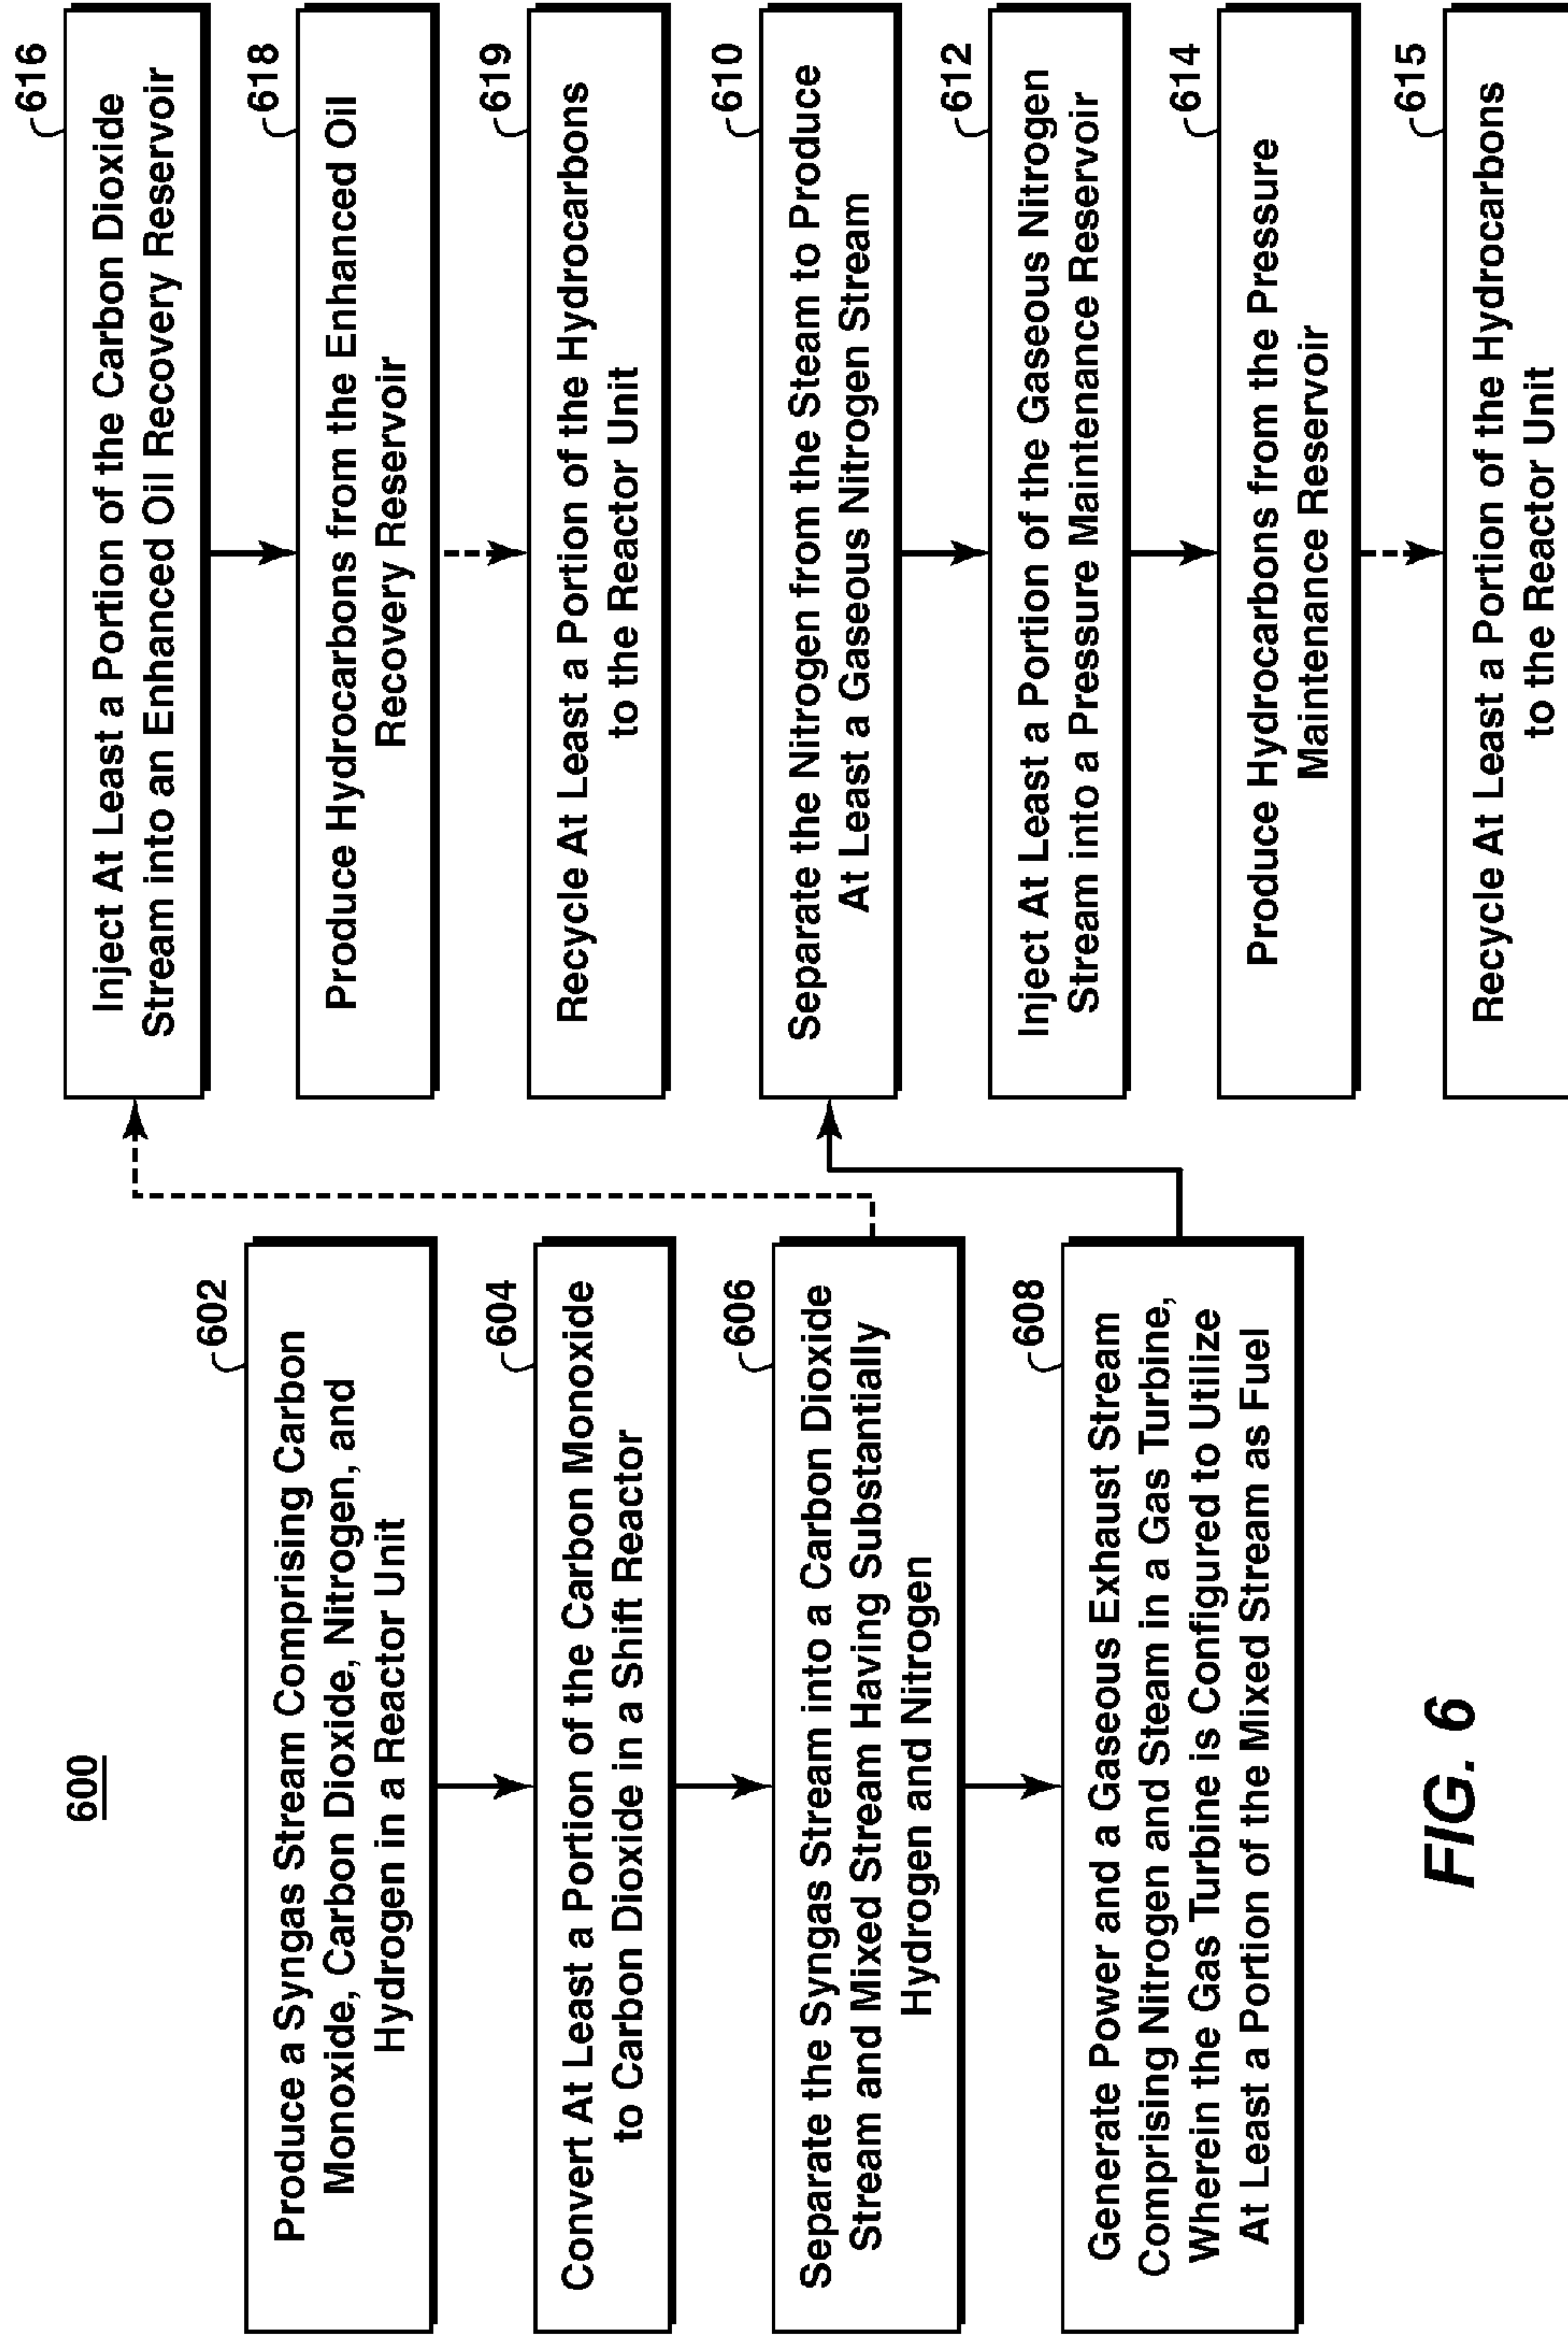 600
602
Produce a Syngas Stream Comprising Carbon
Monoxide, Carbon Dioxide, Nitrogen, and
Hydrogen in a Reactor Unit
604
Convert At Least a Portion of the Carbon Monoxide
to Carbon Dioxide in a Shift Reactor
606
Separate the Syngas Stream into a Carbon Dioxide
Stream and Mixed Stream Having Substantially
Hydrogen and Nitrogen
608
Generate Power and a Gaseous Exhaust Stream
Comprising Nitrogen and Steam in a Gas Turbine,
Wherein the Gas Turbine is Configured to Utilize
At Least a Portion of the Mixed Stream as Fuel
616
Inject At Least a Portion of the Carbon Dioxide
Stream into an Enhanced Oil Recovery Reservoir
618
Produce Hydrocarbons from the Enhanced Oil
Recovery Reservoir
619
Recycle At Least a Portion of the Hydrocarbons
to the Reactor Unit
610
Separate the Nitrogen from the Steam to Produce
At Least a Gaseous Nitrogen Stream
612
Inject At Least a Portion of the Gaseous Nitrogen
Stream into a Pressure Maintenance Reservoir
614
Produce Hydrocarbons from the Pressure
Maintenance Reservoir
615
Recycle At Least a Portion of the Hydrocarbons
to the Reactor Unit
FIG. 6